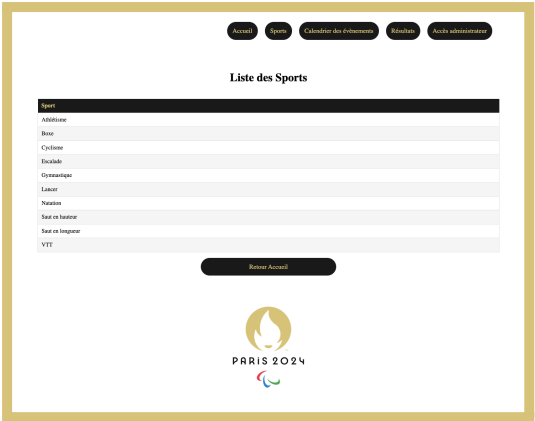 Accueil Sports Calendrier des évènements Résultats Accès administrateur
Liste des Sports
Sport
Athlétisme
Boxe
Cyclisme
Escalade
Gymnastique
Lancer
Natation
Saut en hauteur
Saut en longueur
VTT
Retour Accueil
PARIS 2024